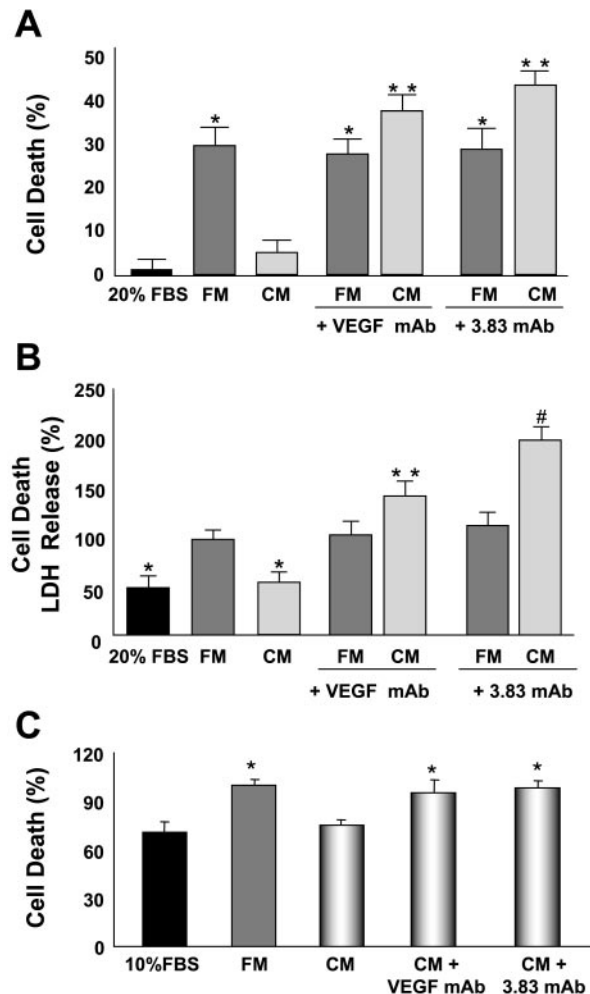 A
Cell Death (%)
50
40
30
20
10
0
*
*
* *
*
* *
20% FBS FM CM FM CM FM CM
+ VEGF mAb + 3.83 mAb
B
Cell Death
LDH Release (%)
250
200
150
100
50
0
*
*
* *
#
20% FBS FM CM FM CM FM CM
+ VEGF mAb + 3.83 mAb
C
Cell Death (%)
120
90
60
30
0
*
*
*
10%FBS FM CM CM + CM +
VEGF mAb 3.83 mAb